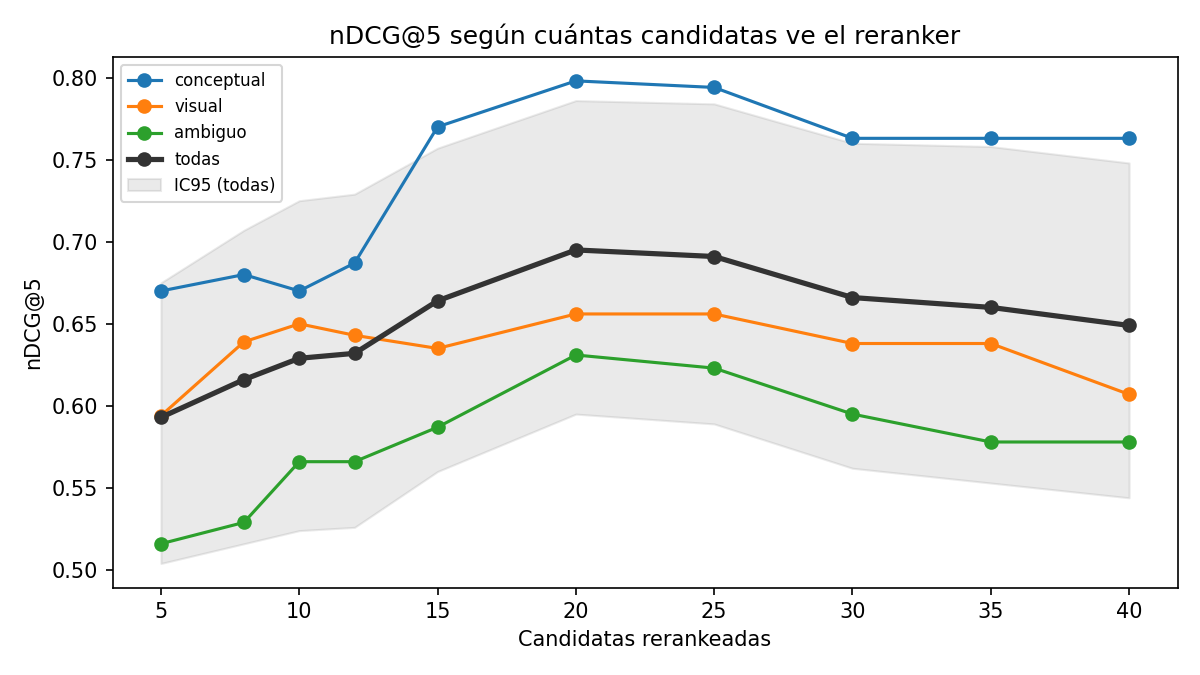 nDCG@5 según cuántas candidatas ve el reranker
conceptual
visual
ambiguo
todas
IC95 (todas)
nDCG@5
0.80
0.75
0.70
0.65
0.60
0.55
0.50
5 10 15 20 25 30 35 40
Candidatas rerankeadas